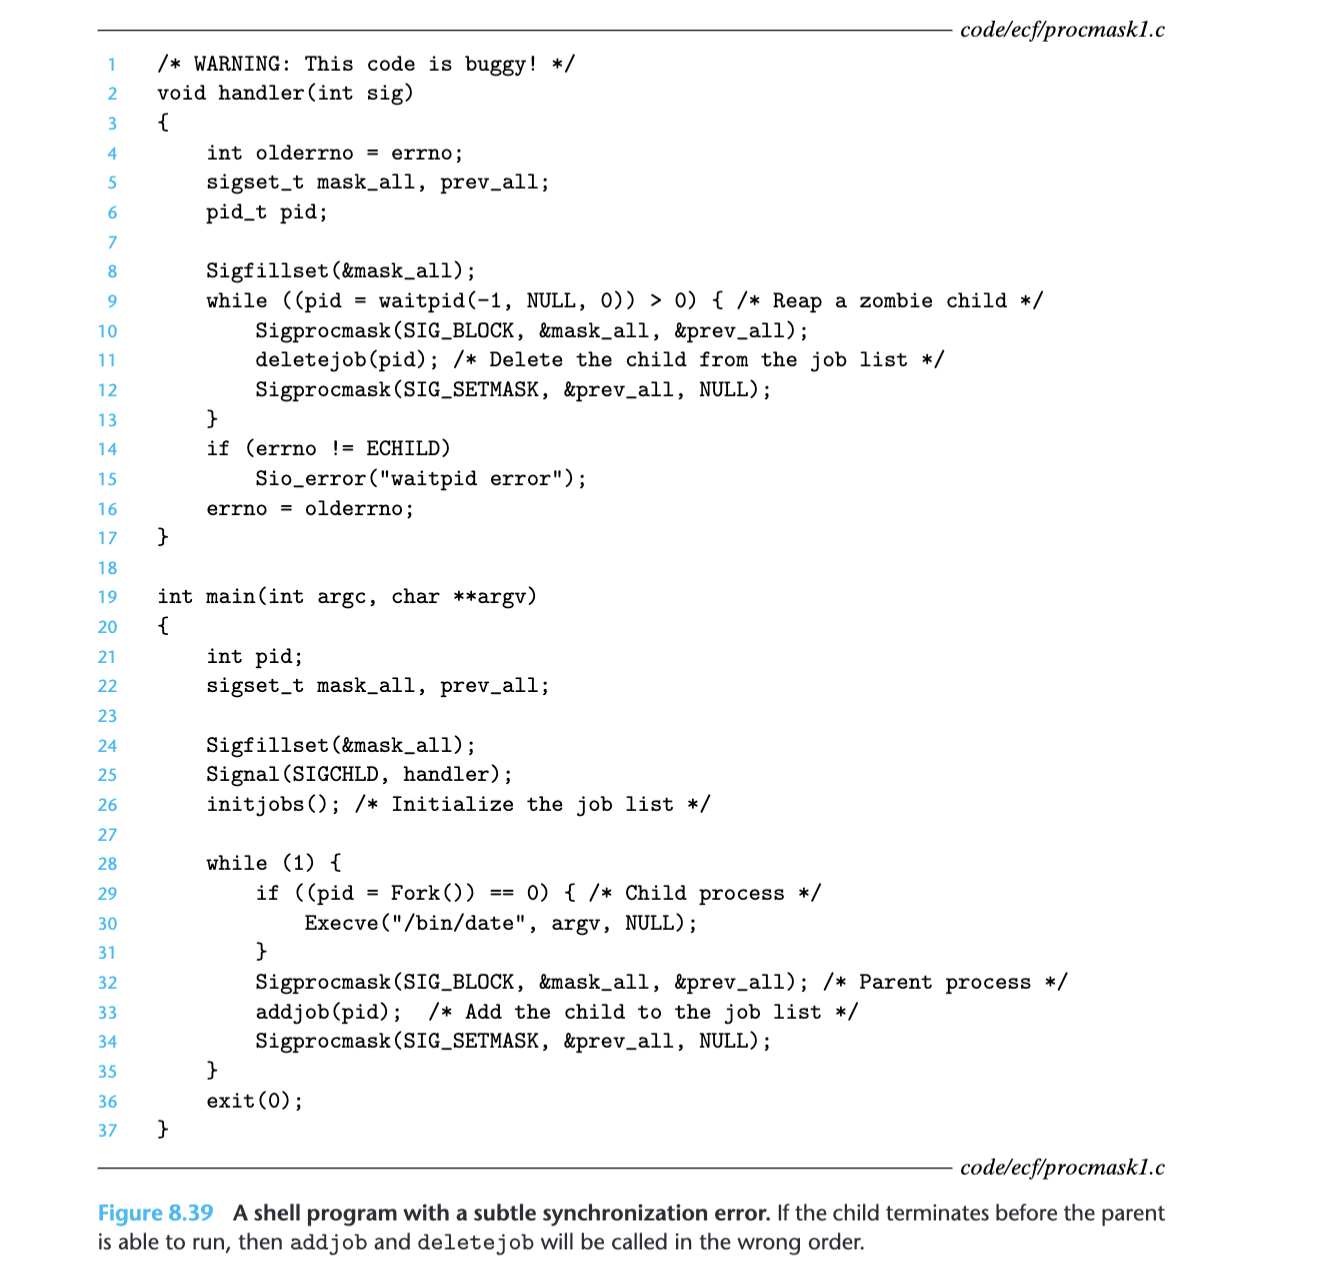 code/ecf/procmask1.c
1 /* WARNING: This code is buggy! */
2 void handler(int sig)
3 {
4     int olderrno = errno;
5     sigset_t mask_all, prev_all;
6     pid_t pid;
7
8     Sigfillset(&mask_all);
9     while ((pid = waitpid(-1, NULL, 0)) > 0) { /* Reap a zombie child */
10         Sigprocmask(SIG_BLOCK, &mask_all, &prev_all);
11         deletejob(pid); /* Delete the child from the job list */
12         Sigprocmask(SIG_SETMASK, &prev_all, NULL);
13     }
14     if (errno != ECHILD)
15         Sio_error("waitpid error");
16     errno = olderrno;
17 }
18
19 int main(int argc, char **argv)
20 {
21     int pid;
22     sigset_t mask_all, prev_all;
23
24     Sigfillset(&mask_all);
25     Signal(SIGCHLD, handler);
26     initjobs(); /* Initialize the job list */
27
28     while (1) {
29         if ((pid = Fork()) == 0) { /* Child process */
30             Execve("/bin/date", argv, NULL);
31         }
32         Sigprocmask(SIG_BLOCK, &mask_all, &prev_all); /* Parent process */
33         addjob(pid);  /* Add the child to the job list */
34         Sigprocmask(SIG_SETMASK, &prev_all, NULL);
35     }
36     exit(0);
37 }
code/ecf/procmask1.c
Figure 8.39 A shell program with a subtle synchronization error. If the child terminates before the parent
is able to run, then addjob and deletejob will be called in the wrong order.